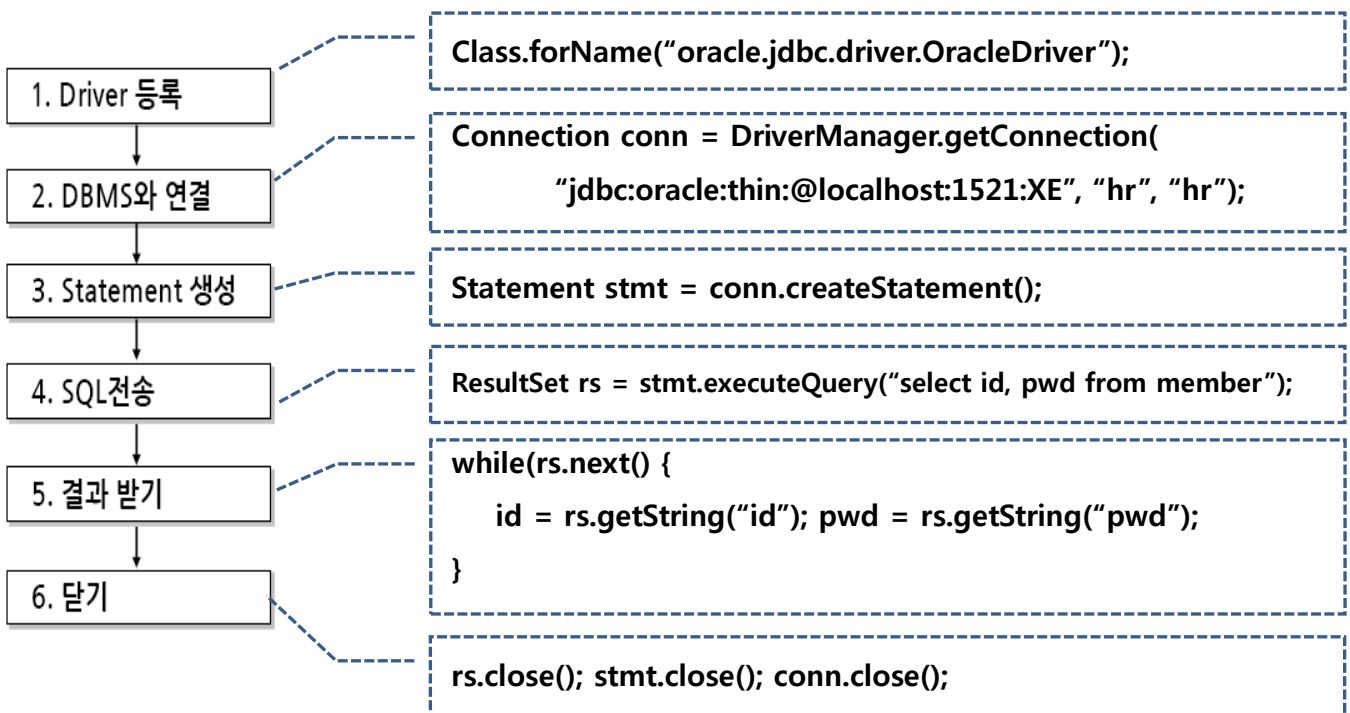 1. Driver 등록
Class.forName(“oracle.jdbc.driver.OracleDriver”);
2. DBMS와 연결
Connection conn = DriverManager.getConnection(
“jdbc:oracle:thin:@localhost:1521:XE”, “hr”, “hr”);
3. Statement 생성
Statement stmt = conn.createStatement();
4. SQL전송
ResultSet rs = stmt.executeQuery(“select id, pwd from member”);
5. 결과 받기
while(rs.next() {
id = rs.getString(“id”); pwd = rs.getString(“pwd”);
}
6. 닫기
rs.close(); stmt.close(); conn.close();